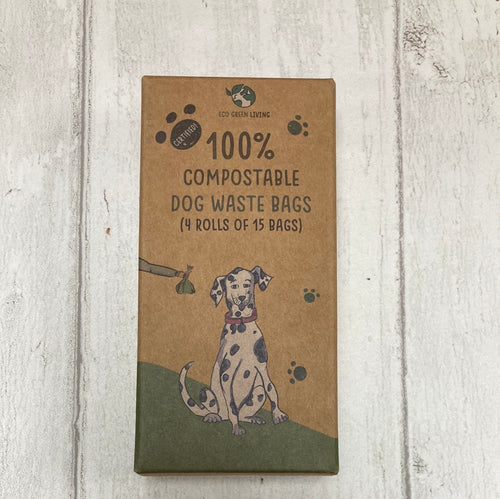 ECO GREEN LIVING
CERTIFIED!
100%
COMPOSTABLE
DOG WASTE BAGS
(4 ROLLS OF 15 BAGS)